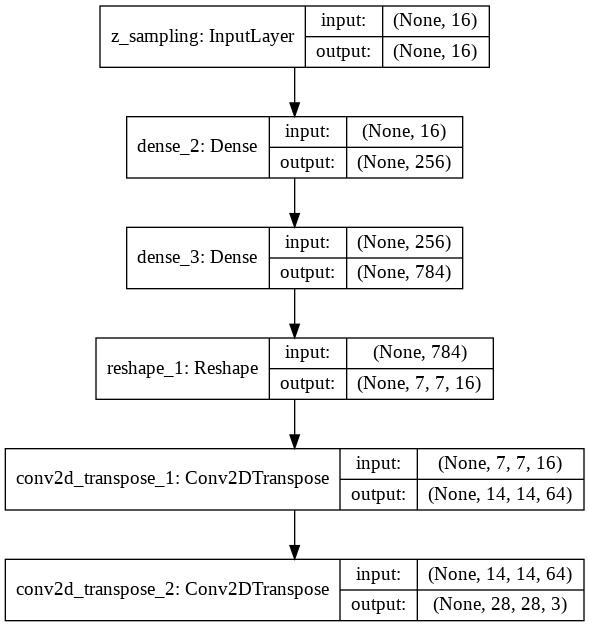 z_sampling: InputLayer
input: (None, 16)
output: (None, 16)
dense_2: Dense
input: (None, 16)
output: (None, 256)
dense_3: Dense
input: (None, 256)
output: (None, 784)
reshape_1: Reshape
input: (None, 784)
output: (None, 7, 7, 16)
conv2d_transpose_1: Conv2DTranspose
input: (None, 7, 7, 16)
output: (None, 14, 14, 64)
conv2d_transpose_2: Conv2DTranspose
input: (None, 14, 14, 64)
output: (None, 28, 28, 3)